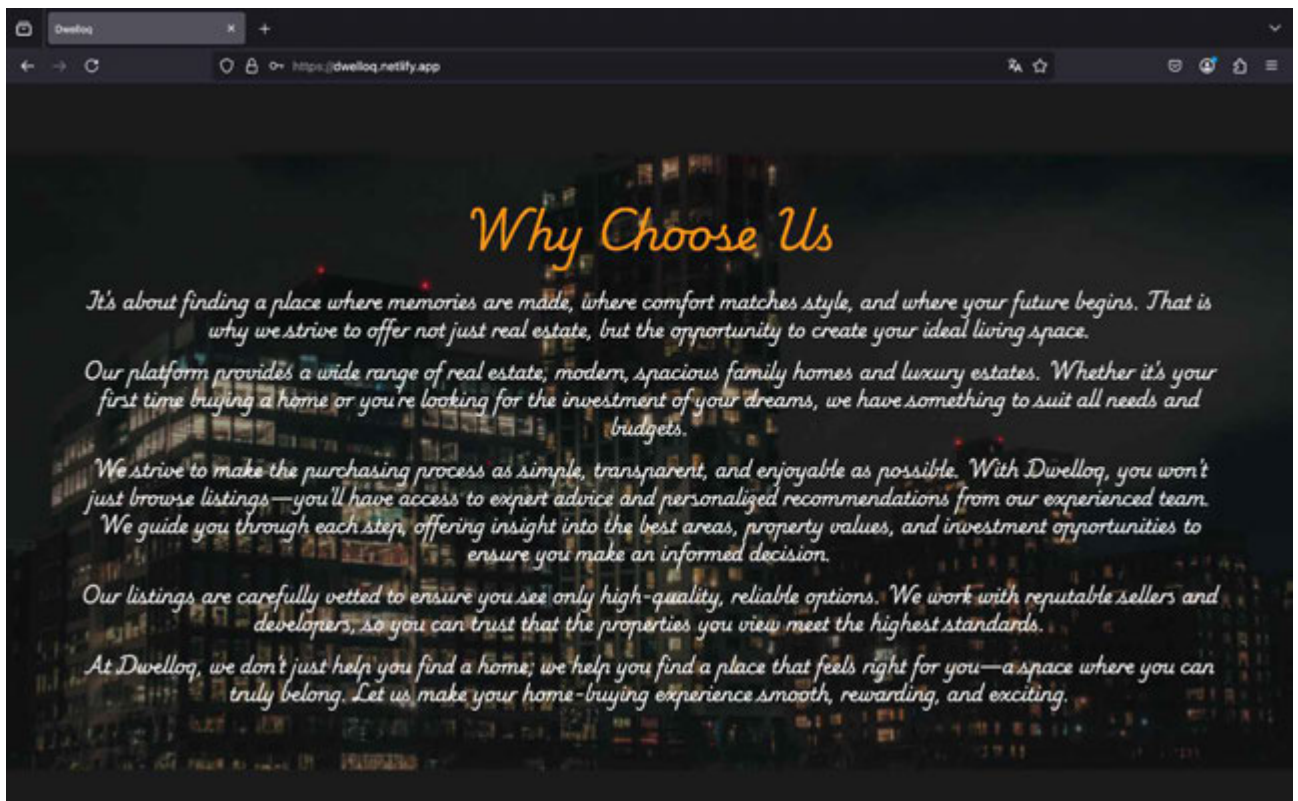 Dwelloq
https://dwelloq.netlify.app
Why Choose Us
It's about finding a place where memories are made, where comfort matches style, and where your future begins. That is
why we strive to offer not just real estate, but the opportunity to create your ideal living space.
Our platform provides a wide range of real estate; modern, spacious family homes and luxury estates. Whether it's your
first time buying a home or you're looking for the investment of your dreams, we have something to suit all needs and
budgets.
We strive to make the purchasing process as simple, transparent, and enjoyable as possible. With Dwelloq, you won't
just browse listings—you'll have access to expert advice and personalized recommendations from our experienced team.
We guide you through each step, offering insight into the best areas, property values, and investment opportunities to
ensure you make an informed decision.
Our listings are carefully vetted to ensure you see only high-quality, reliable options. We work with reputable sellers and
developers, so you can trust that the properties you view meet the highest standards.
At Dwelloq, we don't just help you find a home; we help you find a place that feels right for you—a space where you can
truly belong. Let us make your home-buying experience smooth, rewarding, and exciting.